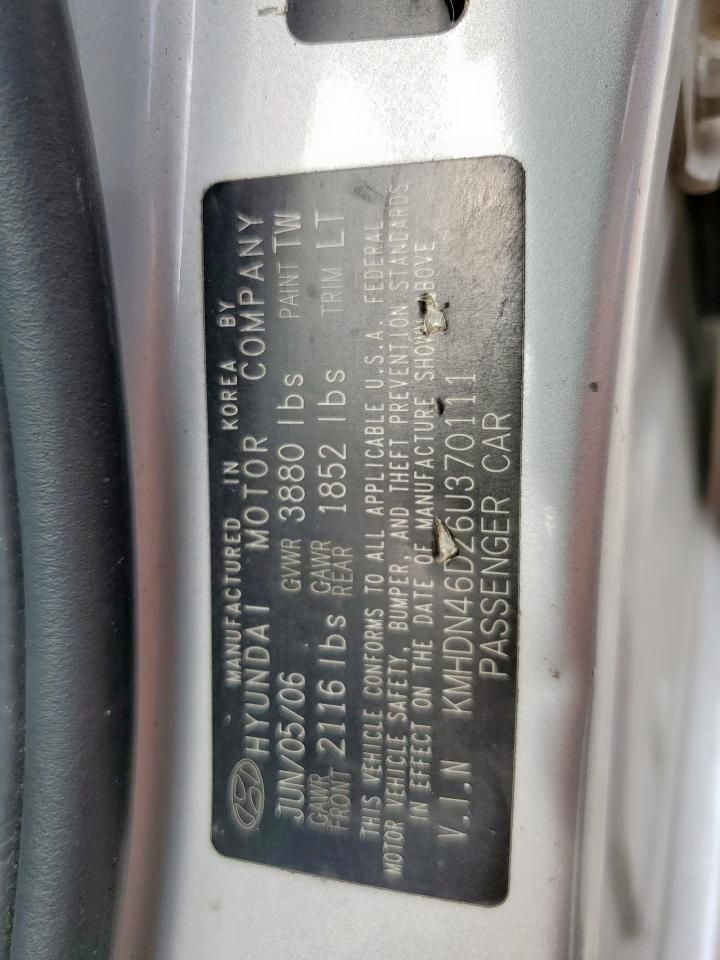 MANUFACTURED IN KOREA BY
HYUNDAI MOTOR COMPANY
JUN/05/06 GVWR 3880 lbs PAINT TW
GAWR FRONT 2116 lbs GAWR REAR 1852 lbs TRIM LT
THIS VEHICLE CONFORMS TO ALL APPLICABLE U.S.A. FEDERAL
MOTOR VEHICLE SAFETY, BUMPER, AND THEFT PREVENTION STANDARDS
IN EFFECT ON THE DATE OF MANUFACTURE SHOWN ABOVE
V.I.N KMHDN46D26U370111
PASSENGER CAR